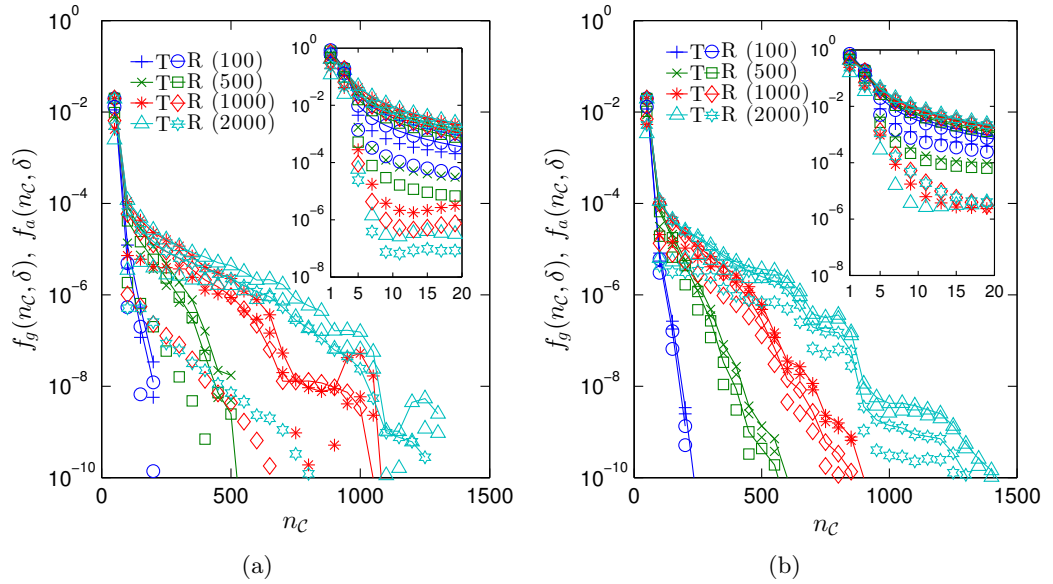 10^0
10^-2
10^-4
10^-6
10^-8
10^-10
0
500
1000
1500
f_g(n_C, δ), f_a(n_C, δ)
n_C
T R (100)
T R (500)
T R (1000)
T R (2000)
10^0
10^-2
10^-4
10^-6
10^-8
1 5 10 15 20
(a)
10^0
10^-2
10^-4
10^-6
10^-8
10^-10
0
500
1000
1500
f_g(n_C, δ), f_a(n_C, δ)
n_C
T R (100)
T R (500)
T R (1000)
T R (2000)
10^0
10^-2
10^-4
10^-6
10^-8
1 5 10 15 20
(b)